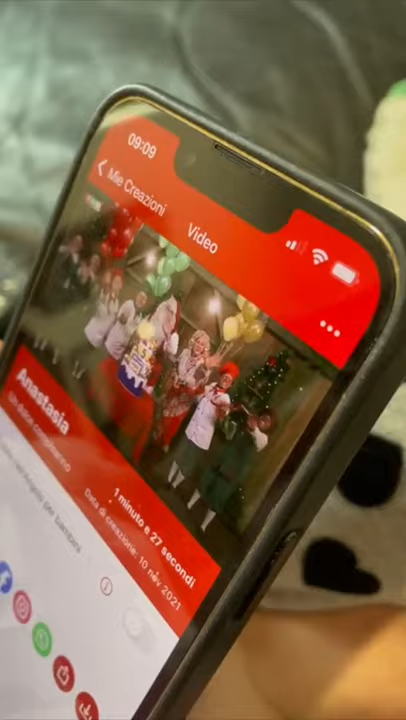 09:09
Mie Creazioni
Video
Anastasia
1 minuto e 27 secondi
Data di creazione: 10 nov 2021